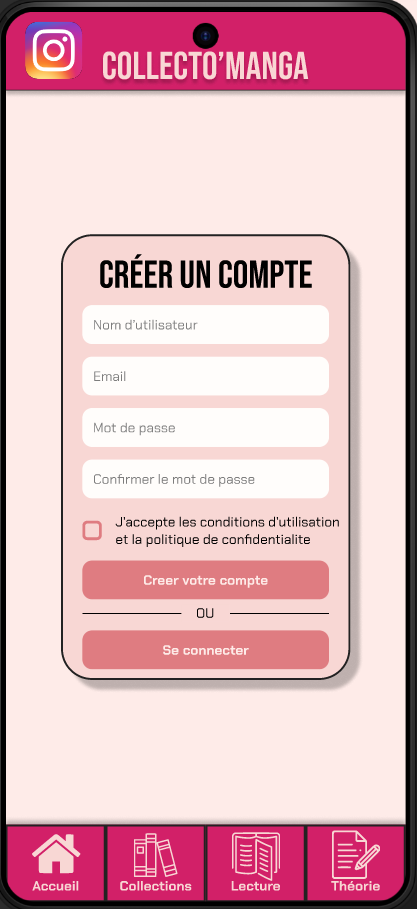 COLLECTO’MANGA
CRÉER UN COMPTE
Nom d’utilisateur
Email
Mot de passe
Confirmer le mot de passe
J’accepte les conditions d’utilisation
et la politique de confidentialite
Creer votre compte
OU
Se connecter
Accueil Collections Lecture Théorie